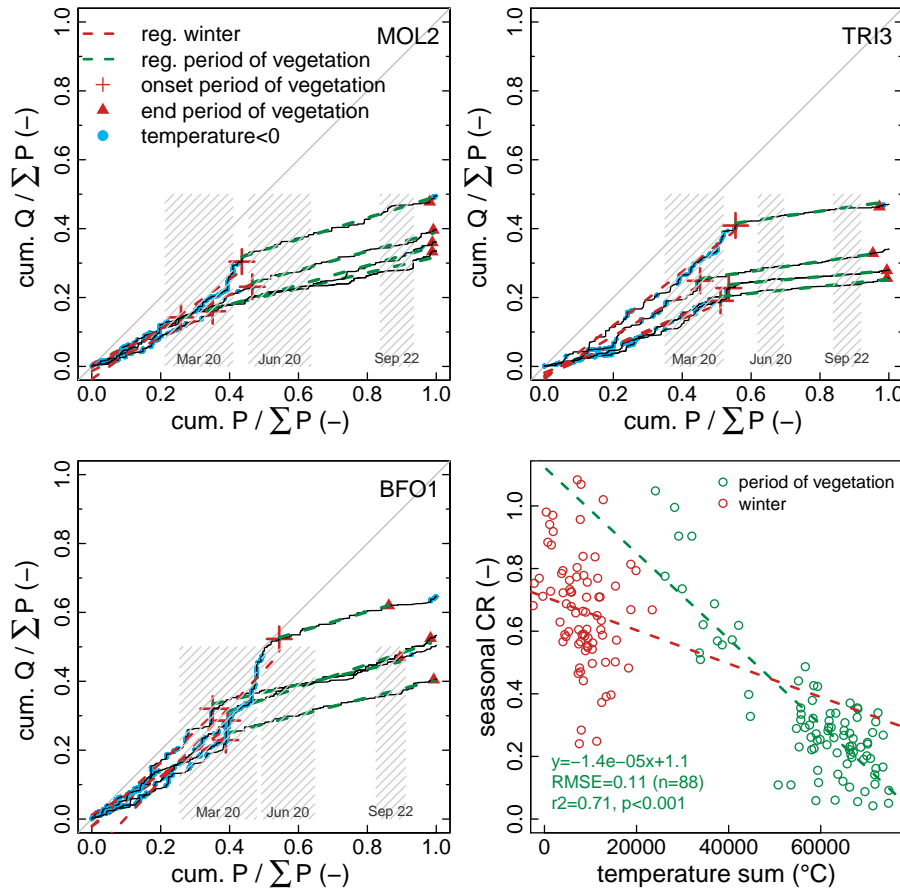 MOL2
reg. winter
reg. period of vegetation
onset period of vegetation
end period of vegetation
temperature<0
cum. Q / ∑ P (−)
0.0 0.2 0.4 0.6 0.8 1.0
Mar 20
Jun 20
Sep 22
0.0 0.2 0.4 0.6 0.8 1.0
cum. P / ∑ P (−)
TRI3
cum. Q / ∑ P (−)
0.0 0.2 0.4 0.6 0.8 1.0
Mar 20
Jun 20
Sep 22
0.0 0.2 0.4 0.6 0.8 1.0
cum. P / ∑ P (−)
BFO1
cum. Q / ∑ P (−)
0.0 0.2 0.4 0.6 0.8 1.0
Mar 20
Jun 20
Sep 22
0.0 0.2 0.4 0.6 0.8 1.0
cum. P / ∑ P (−)
period of vegetation
winter
seasonal CR (−)
0.0 0.2 0.4 0.6 0.8 1.0
y=−1.4e−05x+1.1
RMSE=0.11 (n=88)
r2=0.71, p<0.001
0 20000 40000 60000
temperature sum (°C)